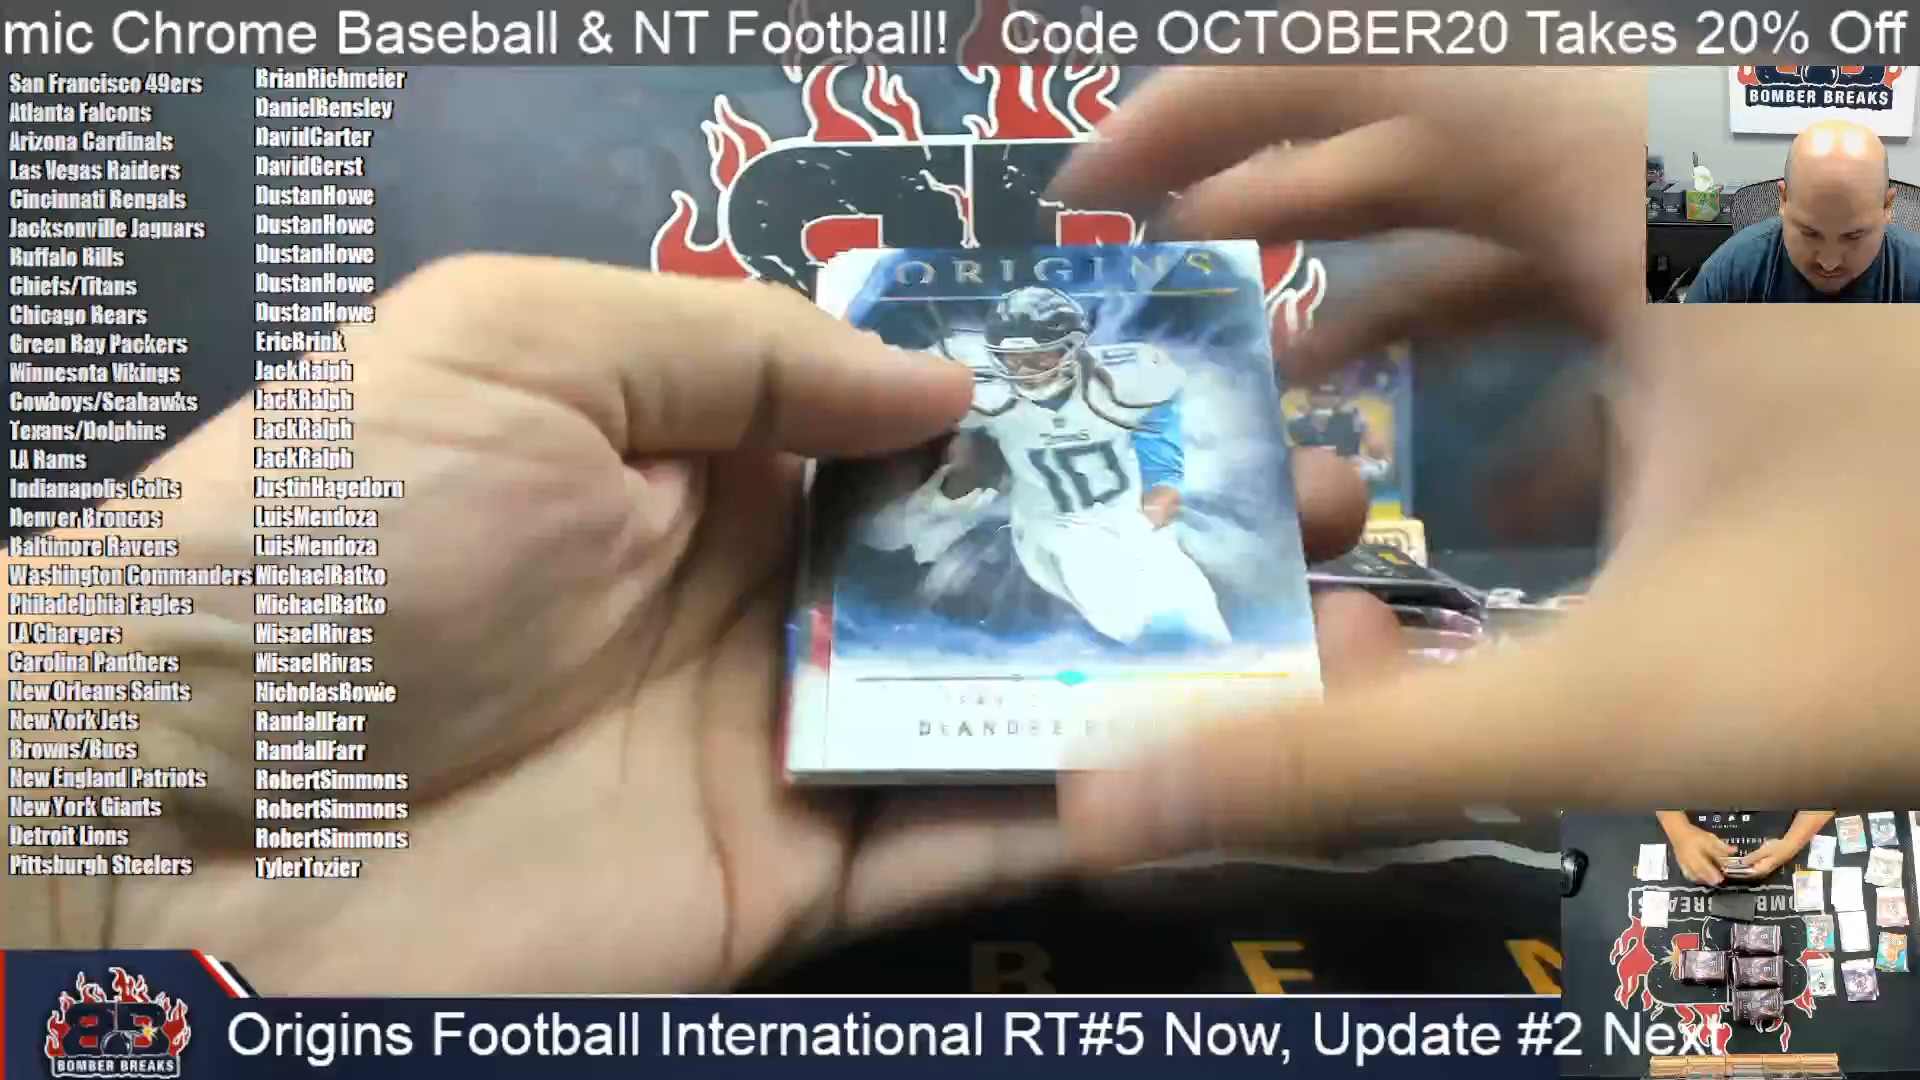 mic Chrome Baseball & NT Football! Code OCTOBER20 Takes 20% Off
BOMBER BREAKS
San Francisco 49ers BrianRichmeier
Atlanta Falcons DanielBensley
Arizona Cardinals DavidCarter
Las Vegas Raiders DavidGerst
Cincinnati Bengals DustanHowe
Jacksonville Jaguars DustanHowe
Buffalo Bills DustanHowe
Chiefs/Titans DustanHowe
Chicago Bears DustanHowe
Green Bay Packers EricBrink
Minnesota Vikings JackRalph
Cowboys/Seahawks JackRalph
Texans/Dolphins JackRalph
LA Rams JackRalph
Indianapolis Colts JustinHagedorn
Denver Broncos LuisMendoza
Baltimore Ravens LuisMendoza
Washington Commanders MichaelBatko
Philadelphia Eagles MichaelBatko
LA Chargers MisaelRivas
Carolina Panthers MisaelRivas
New Orleans Saints NicholasBowie
New York Jets RandallFarr
Browns/Bucs RandallFarr
New England Patriots RobertSimmons
New York Giants RobertSimmons
Detroit Lions RobertSimmons
Pittsburgh Steelers TylerTozier
ORIGINS
10
DEANDRE
BOMBER BREAKS
Origins Football International RT#5 Now, Update #2 Next